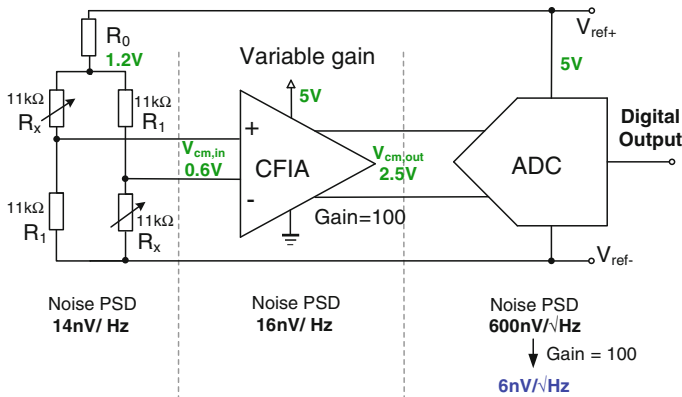 R0
1.2V
Vref+
5V
Variable gain
5V
11kΩ
Rx
11kΩ
R1
+
CFIA
-
Vcm,in
0.6V
Vcm,out
2.5V
Gain=100
ADC
Digital
Output
11kΩ
R1
11kΩ
Rx
Vref-
Noise PSD
14nV/ Hz
Noise PSD
16nV/ Hz
Noise PSD
600nV/√Hz
Gain = 100
6nV/√Hz